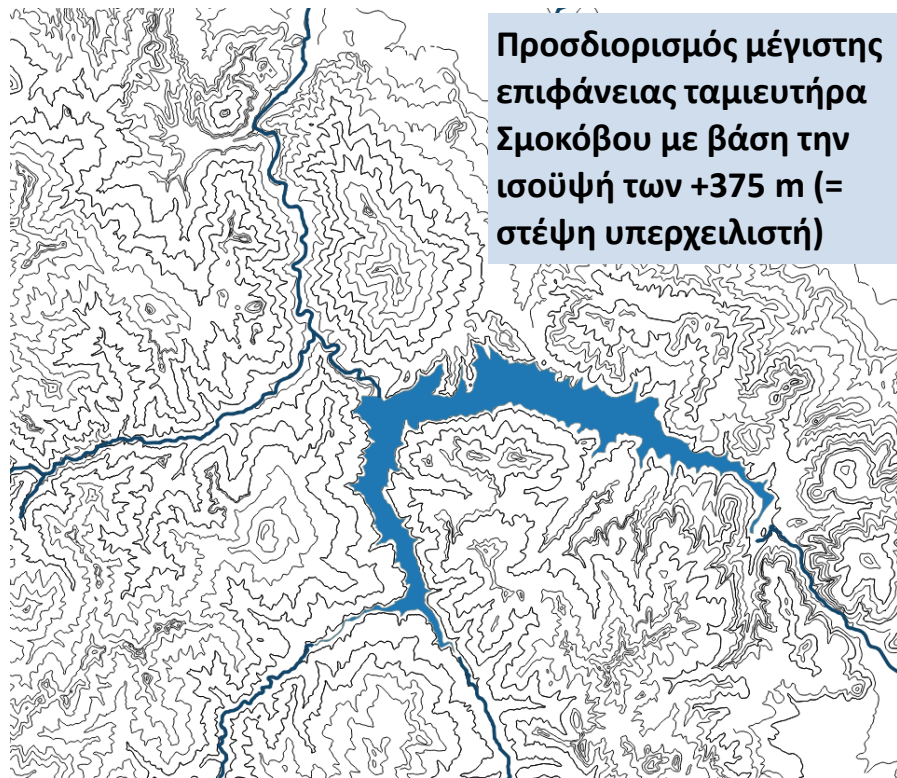 Προσδιορισμός μέγιστης
επιφάνειας ταμιευτήρα
Σμοκόβου με βάση την
ισοϋψή των +375 m (=
στέψη υπερχειλιστή)